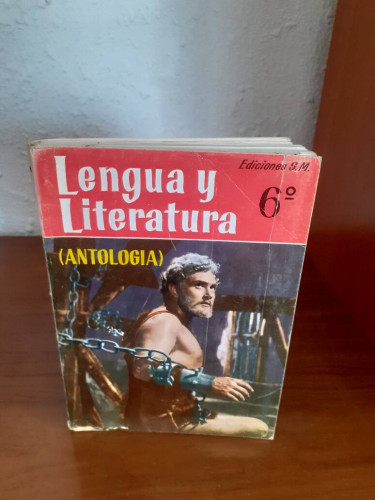 Ediciones S.M.
Lengua y
Literatura
6º
(ANTOLOGIA)